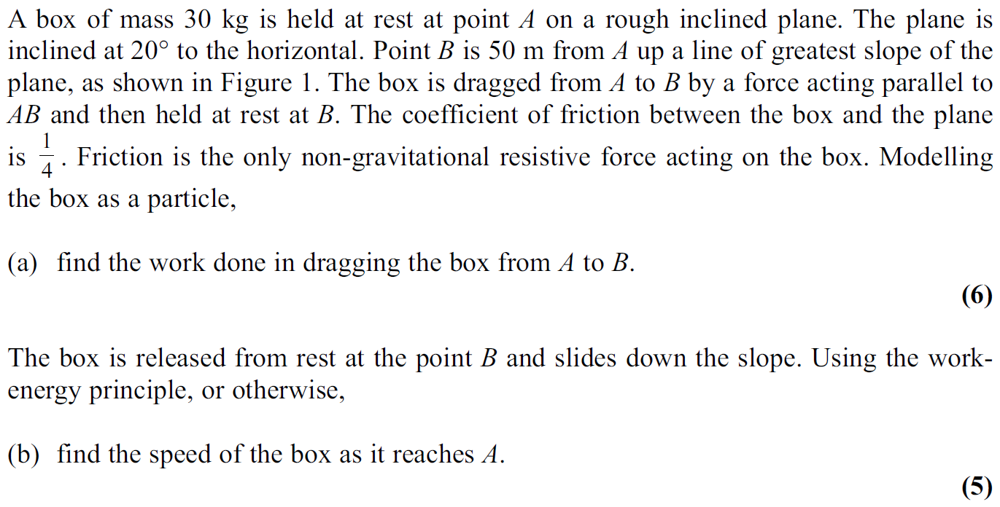 A box of mass 30 kg is held at rest at point A on a rough inclined plane. The plane is
inclined at 20° to the horizontal. Point B is 50 m from A up a line of greatest slope of the
plane, as shown in Figure 1. The box is dragged from A to B by a force acting parallel to
AB and then held at rest at B. The coefficient of friction between the box and the plane
is 1/4 . Friction is the only non-gravitational resistive force acting on the box. Modelling
the box as a particle,
(a) find the work done in dragging the box from A to B.
(6)
The box is released from rest at the point B and slides down the slope. Using the work-
energy principle, or otherwise,
(b) find the speed of the box as it reaches A.
(5)